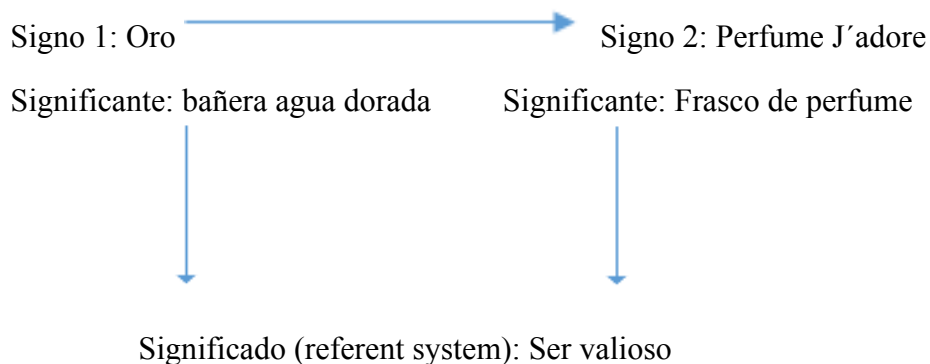 Signo 1: Oro Signo 2: Perfume J´adore
Significante: bañera agua dorada Significante: Frasco de perfume
Significado (referent system): Ser valioso